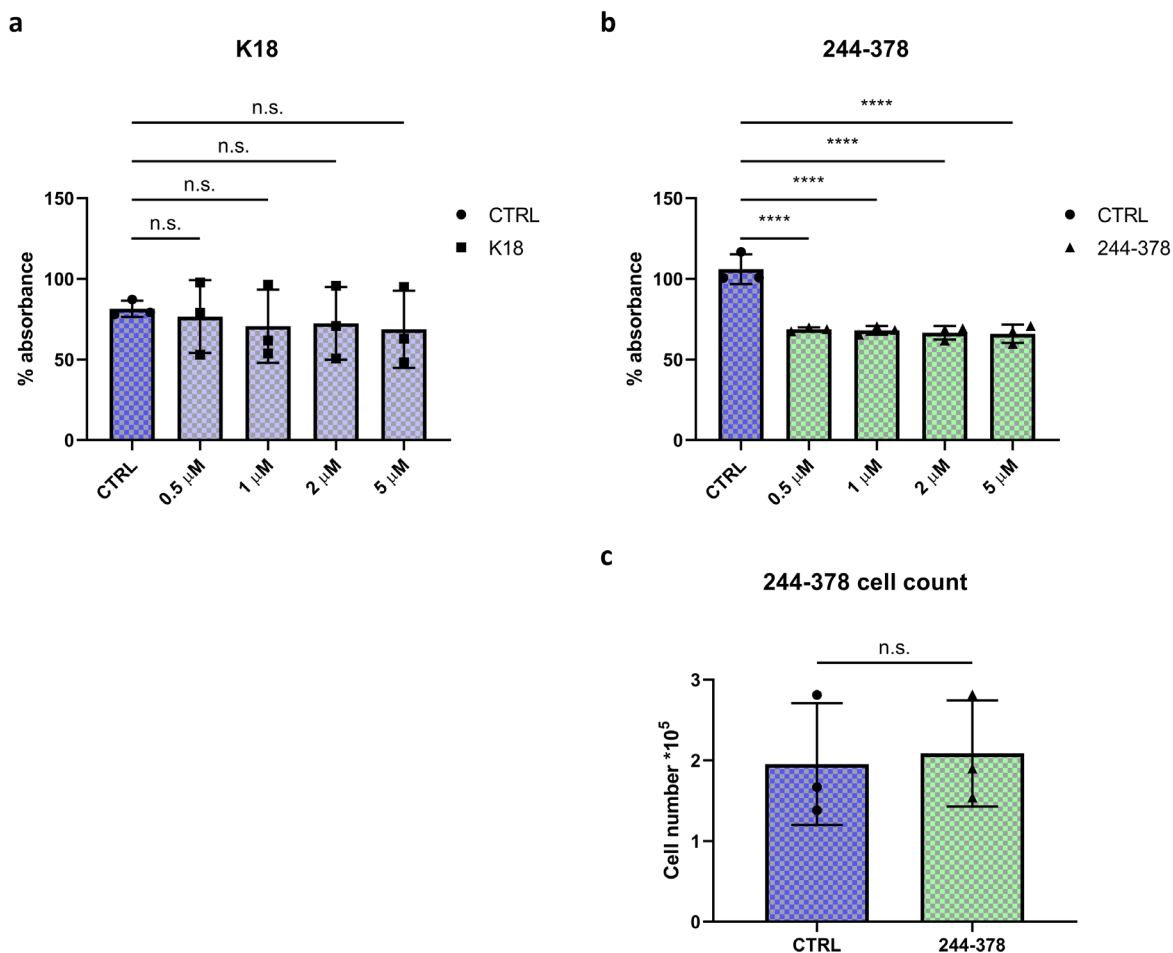 a
K18
n.s.
n.s.
n.s.
n.s.
150
100
50
0
% absorbance
CTRL
0.5 µM
1 µM
2 µM
5 µM
CTRL
K18
b
244-378
****
****
****
****
150
100
50
0
% absorbance
CTRL
0.5 µM
1 µM
2 µM
5 µM
CTRL
244-378
c
244-378 cell count
n.s.
3
2
1
0
Cell number *10⁵
CTRL
244-378